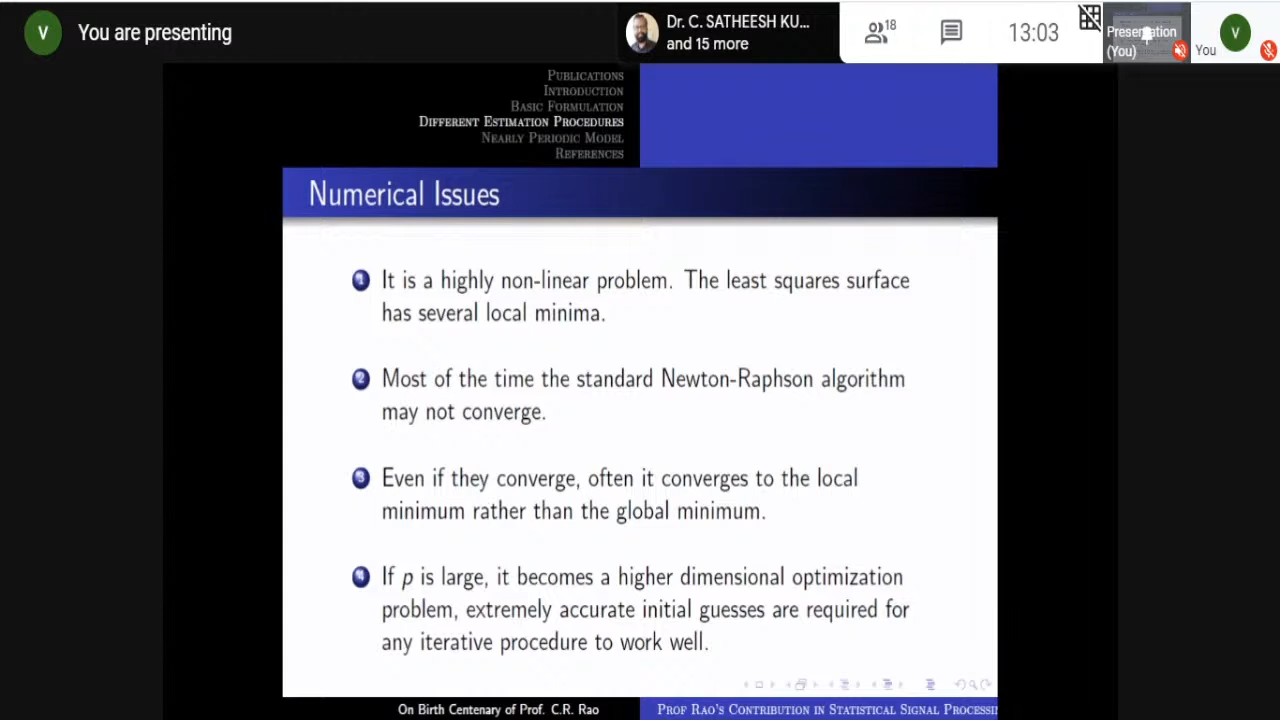 V
You are presenting
Dr. C. SATHEESH KU...
and 15 more
18
13:03
Presentation
(You)
You
V
PUBLICATIONS
INTRODUCTION
BASIC FORMULATION
DIFFERENT ESTIMATION PROCEDURES
NEARLY PERIODIC MODEL
REFERENCES
Numerical Issues
1 It is a highly non-linear problem. The least squares surface
has several local minima.
2 Most of the time the standard Newton-Raphson algorithm
may not converge.
3 Even if they converge, often it converges to the local
minimum rather than the global minimum.
4 If p is large, it becomes a higher dimensional optimization
problem, extremely accurate initial guesses are required for
any iterative procedure to work well.
On Birth Centenary of Prof. C.R. Rao
PROF RAO'S CONTRIBUTION IN STATISTICAL SIGNAL PROCESSIN